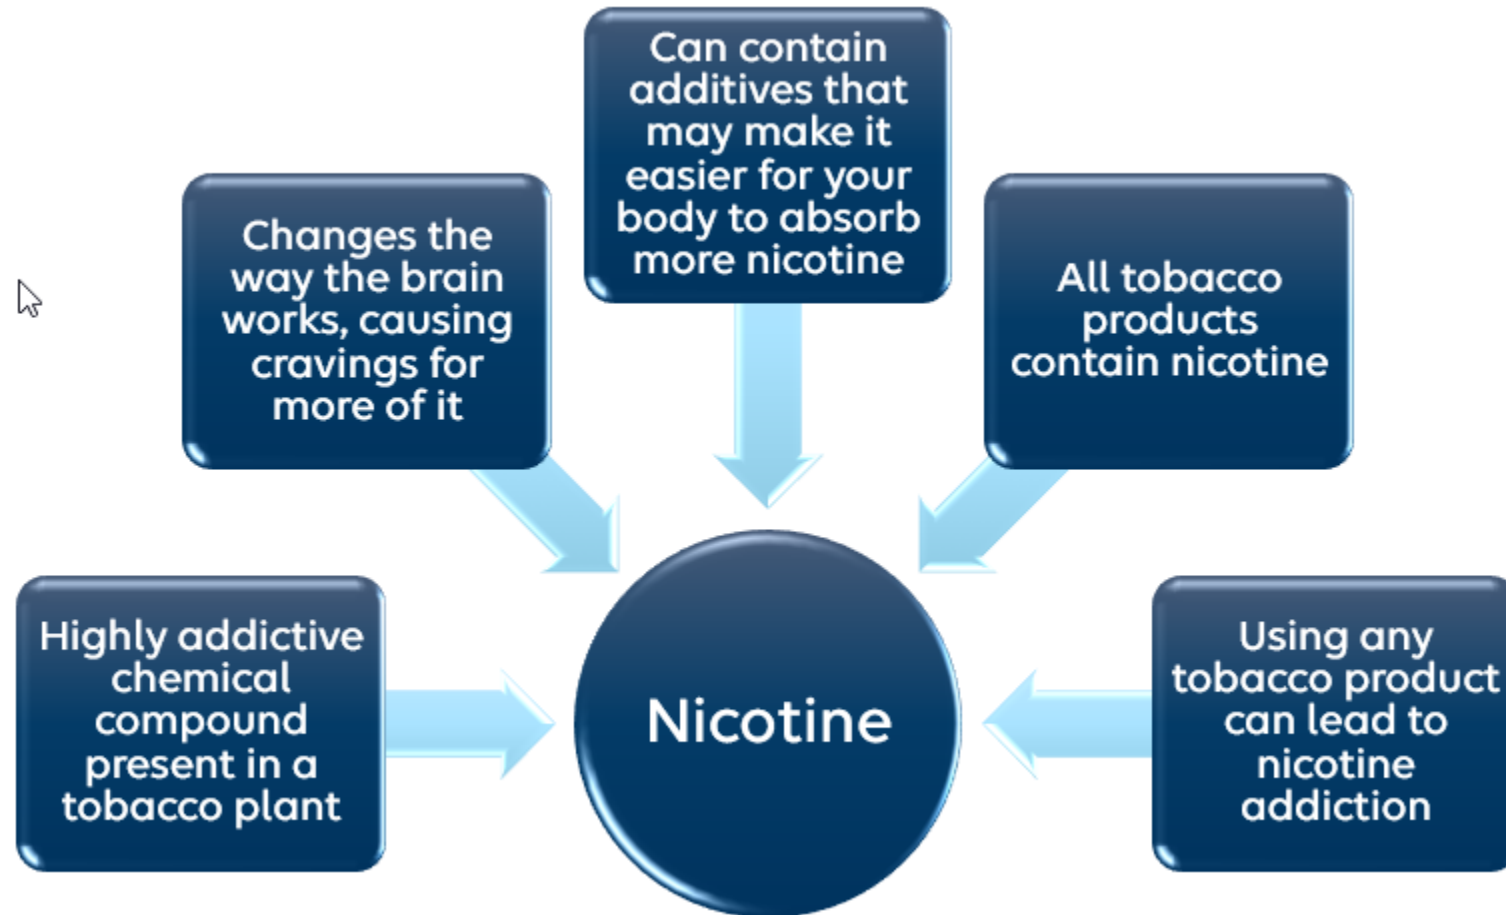 Can contain
additives that
may make it
easier for your
body to absorb
more nicotine
Changes the
way the brain
works, causing
cravings for
more of it
All tobacco
products
contain nicotine
Highly addictive
chemical
compound
present in a
tobacco plant
Nicotine
Using any
tobacco product
can lead to
nicotine
addiction